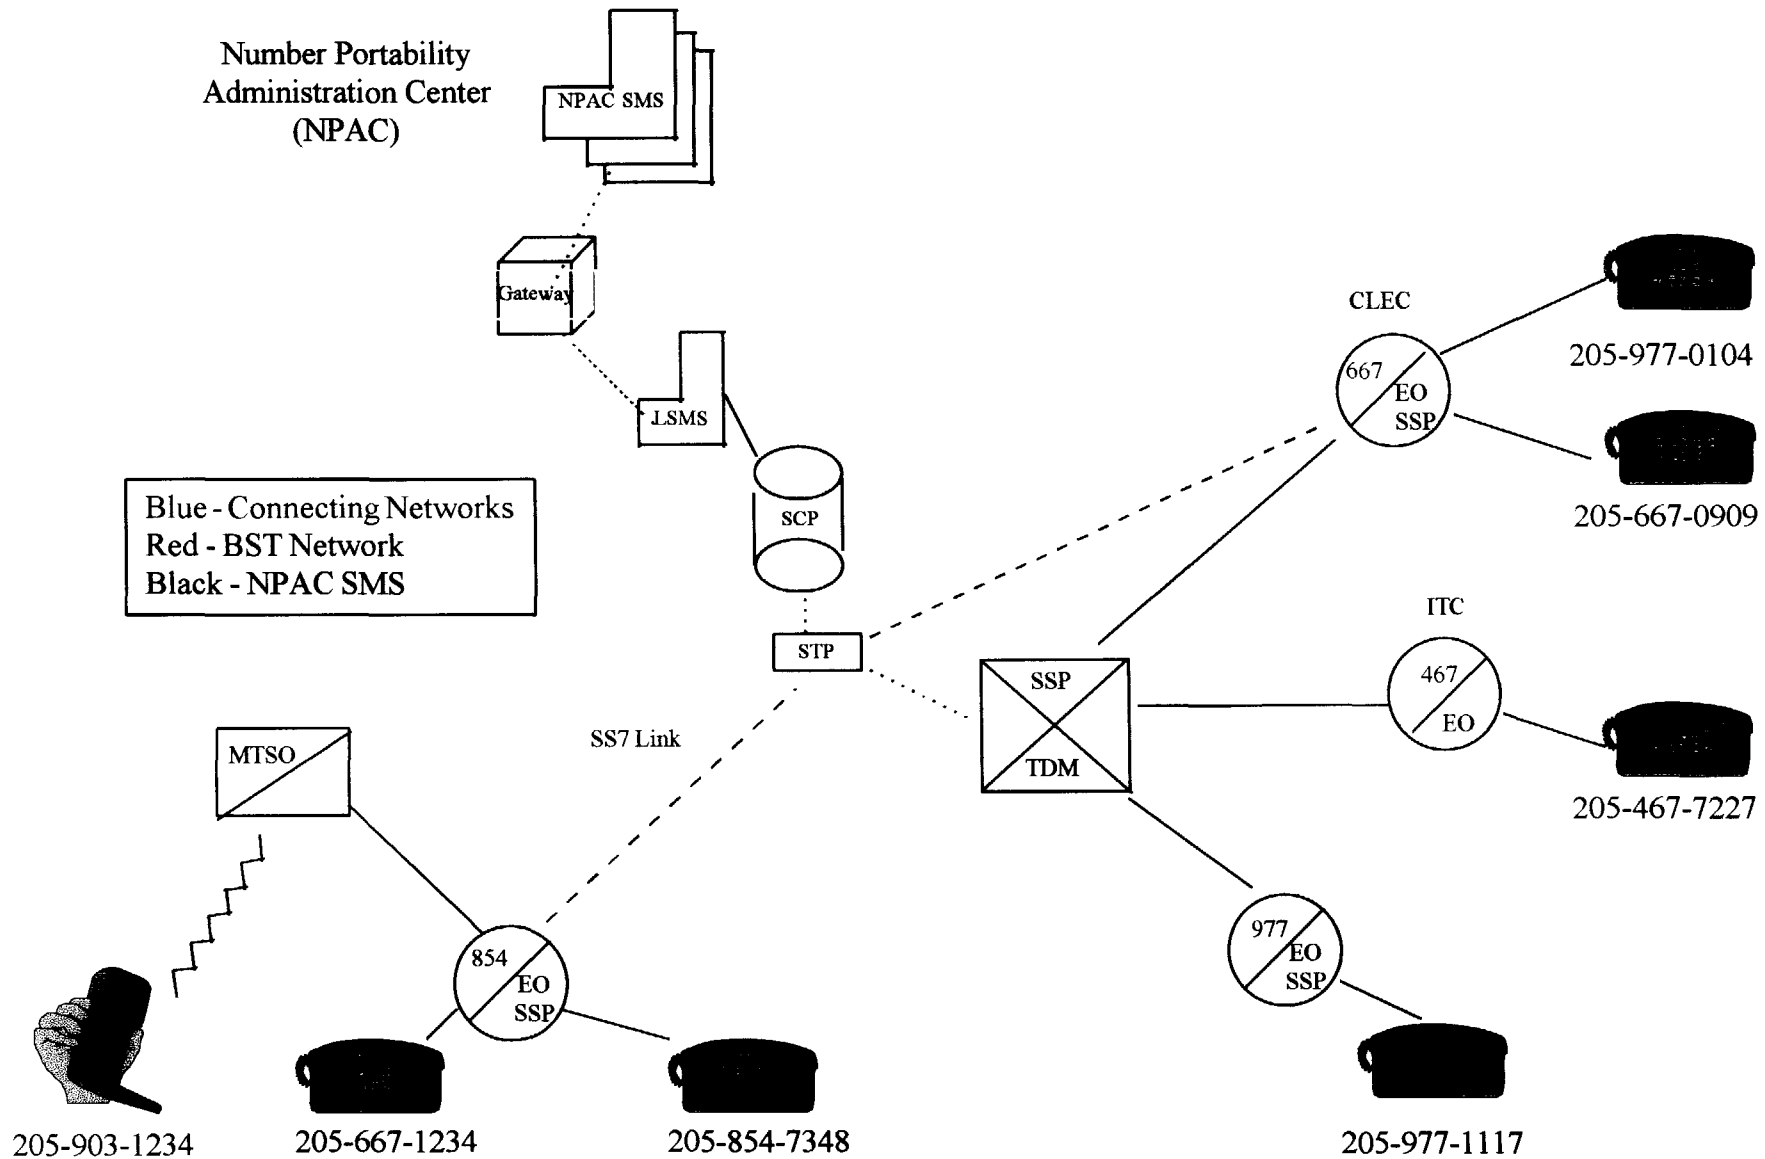 Number Portability
Administration Center
(NPAC)
NPAC SMS
Gateway
LSMS
SCP
STP
Blue - Connecting Networks
Red - BST Network
Black - NPAC SMS
CLEC
667
EO
SSP
205-977-0104
205-667-0909
ITC
467
EO
205-467-7227
SSP
TDM
SS7 Link
MTSO
977
EO
SSP
205-977-1117
854
EO
SSP
205-903-1234
205-667-1234
205-854-7348